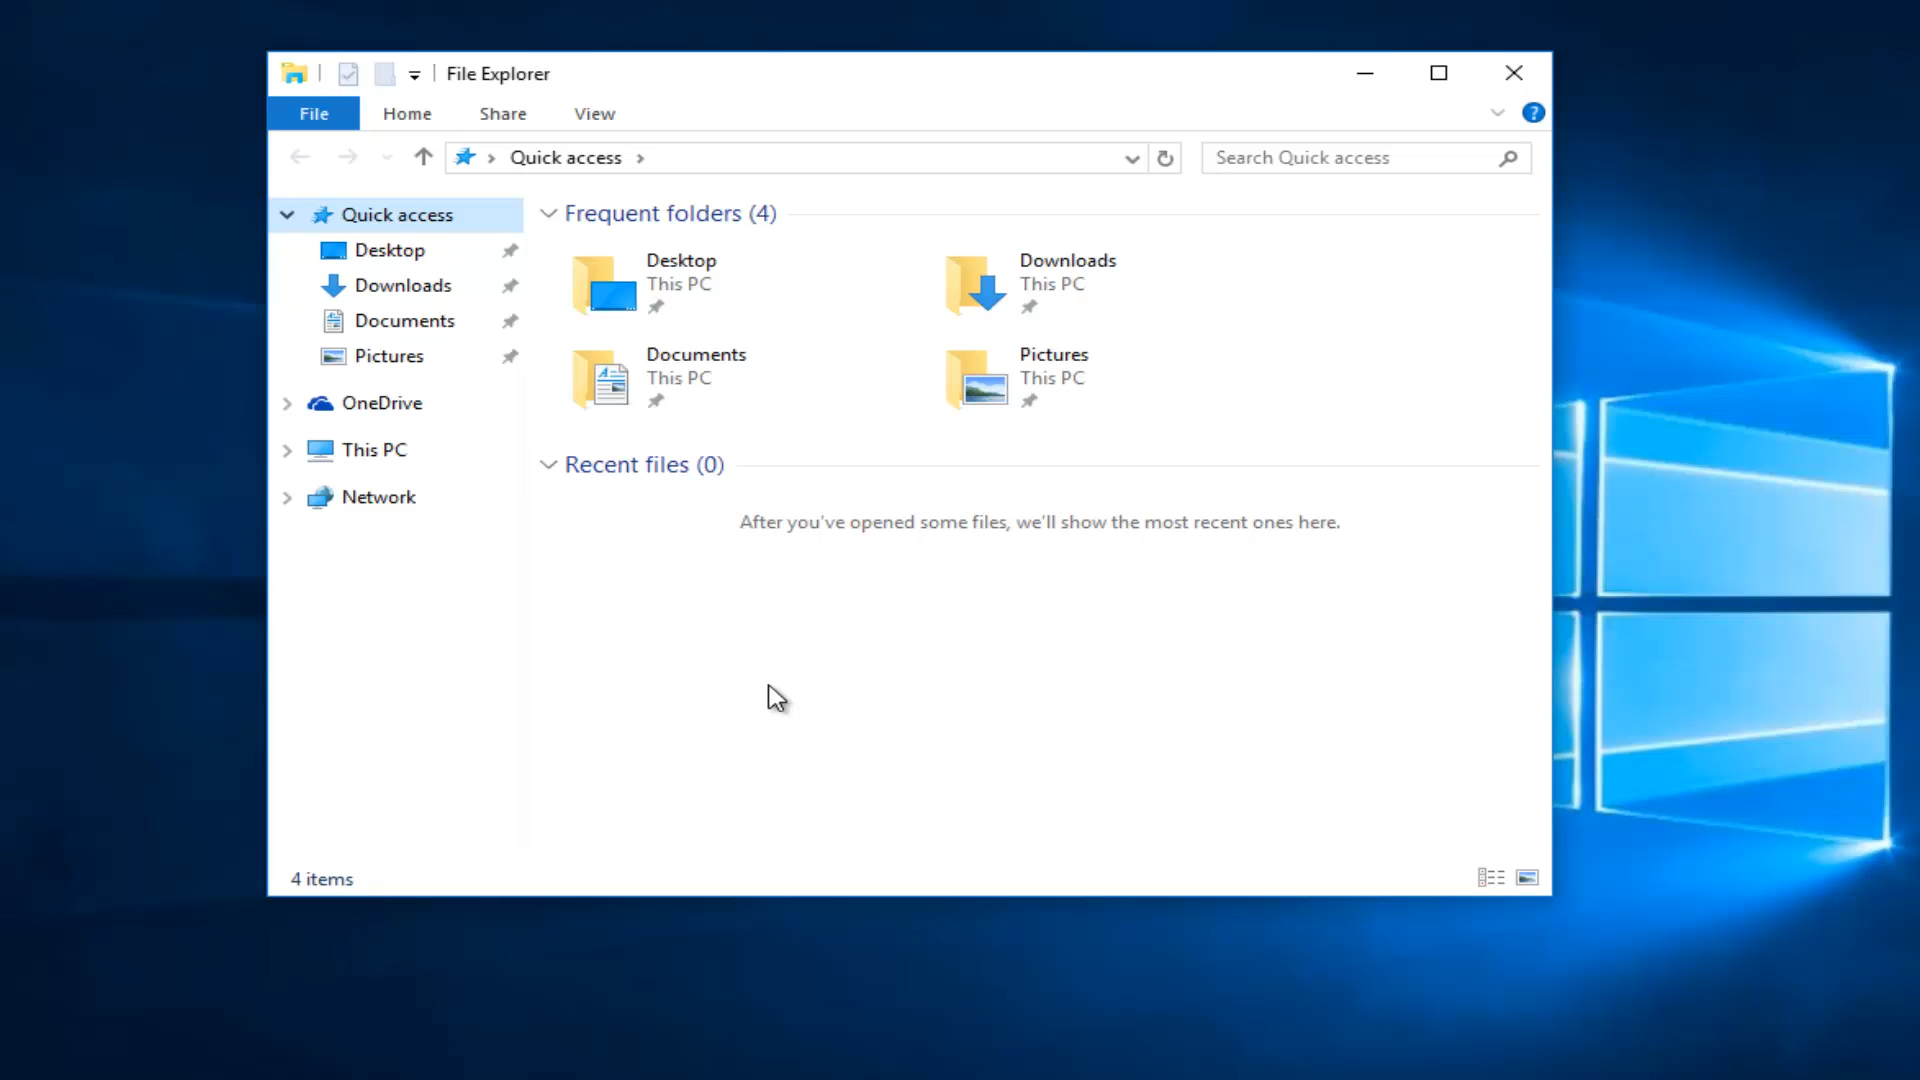 File Explorer
File Home Share View ?
Quick access Search Quick access
Quick access
Desktop
Downloads
Documents
Pictures
OneDrive
This PC
Network
Frequent folders (4)
Desktop
This PC
Downloads
This PC
Documents
This PC
Pictures
This PC
Recent files (0)
After you've opened some files, we'll show the most recent ones here.
4 items